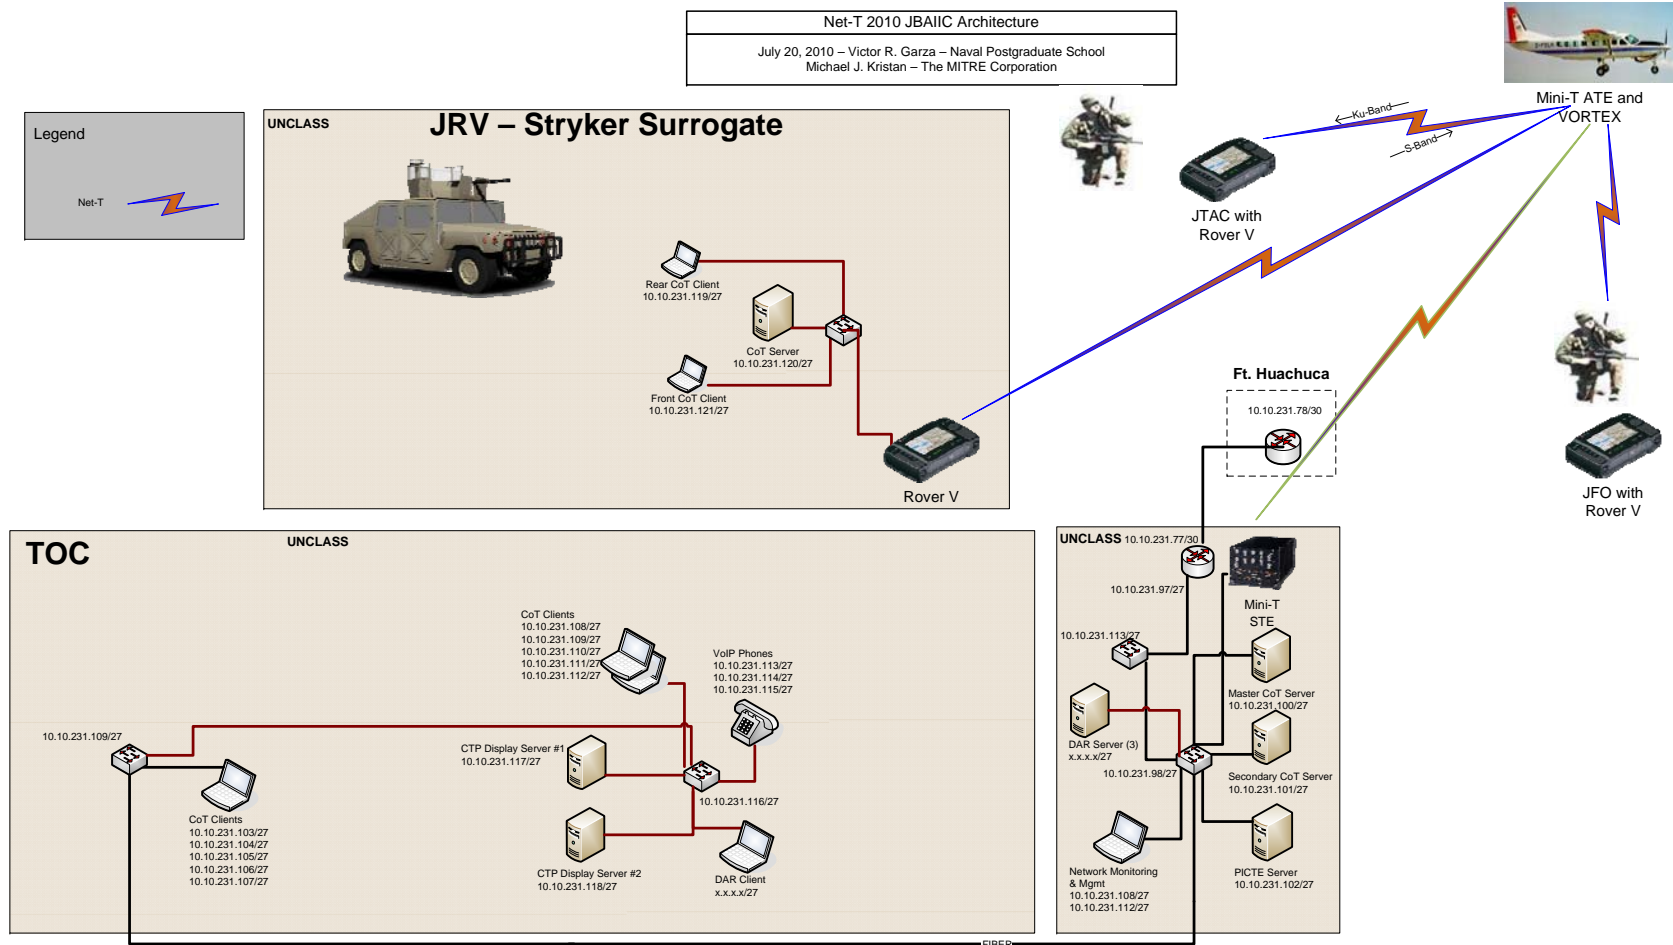 Net-T 2010 JBAIIC Architecture
July 20, 2010 – Victor R. Garza – Naval Postgraduate School
Michael J. Kristan – The MITRE Corporation
Mini-T ATE and
VORTEX
Legend
Net-T
UNCLASS
JRV – Stryker Surrogate
Rear CoT Client
10.10.231.119/27
CoT Server
10.10.231.120/27
Front CoT Client
10.10.231.121/27
Rover V
Ku-Band
S-Band
JTAC with
Rover V
JFO with
Rover V
Ft. Huachuca
10.10.231.78/30
TOC
UNCLASS
CoT Clients
10.10.231.108/27
10.10.231.109/27
10.10.231.110/27
10.10.231.111/27
10.10.231.112/27
VoIP Phones
10.10.231.113/27
10.10.231.114/27
10.10.231.115/27
10.10.231.109/27
CTP Display Server #1
10.10.231.117/27
10.10.231.116/27
CoT Clients
10.10.231.103/27
10.10.231.104/27
10.10.231.105/27
10.10.231.106/27
10.10.231.107/27
CTP Display Server #2
10.10.231.118/27
DAR Client
x.x.x.x/27
UNCLASS
10.10.231.77/30
10.10.231.97/27
Mini-T
STE
10.10.231.113/27
Master CoT Server
10.10.231.100/27
DAR Server (3)
x.x.x.x/27
10.10.231.98/27
Secondary CoT Server
10.10.231.101/27
Network Monitoring
& Mgmt
10.10.231.108/27
10.10.231.112/27
PICTE Server
10.10.231.102/27
FIBER